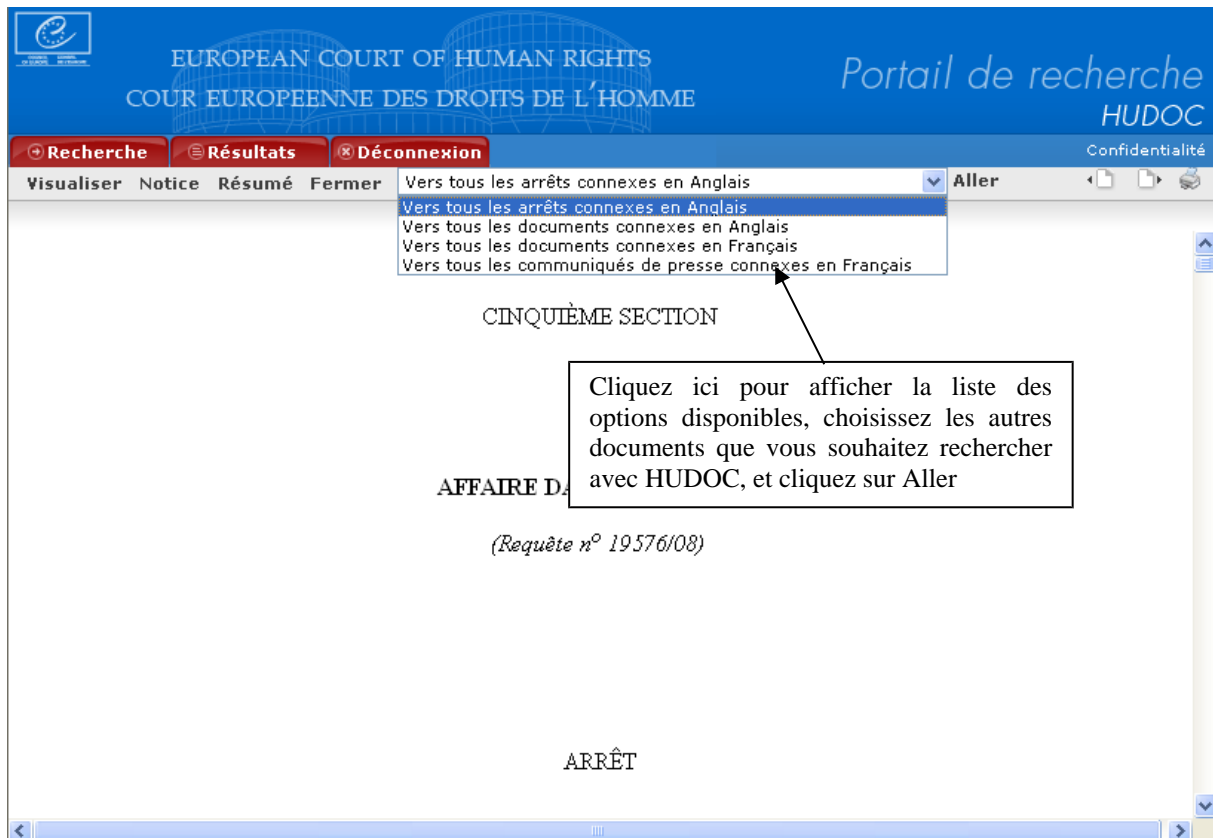 EUROPEAN COURT OF HUMAN RIGHTS
COUR EUROPEENNE DES DROITS DE L'HOMME
Portail de recherche
HUDOC
Recherche Résultats Déconnexion Confidentialité
Visualiser Notice Résumé Fermer Vers tous les arrêts connexes en Anglais Aller
Vers tous les arrêts connexes en Anglais
Vers tous les documents connexes en Anglais
Vers tous les documents connexes en Français
Vers tous les communiqués de presse connexes en Français
CINQUIÈME SECTION
Cliquez ici pour afficher la liste des
options disponibles, choisissez les autres
documents que vous souhaitez rechercher
avec HUDOC, et cliquez sur Aller
AFFAIRE
(Requête nº 19576/08)
ARRÊT